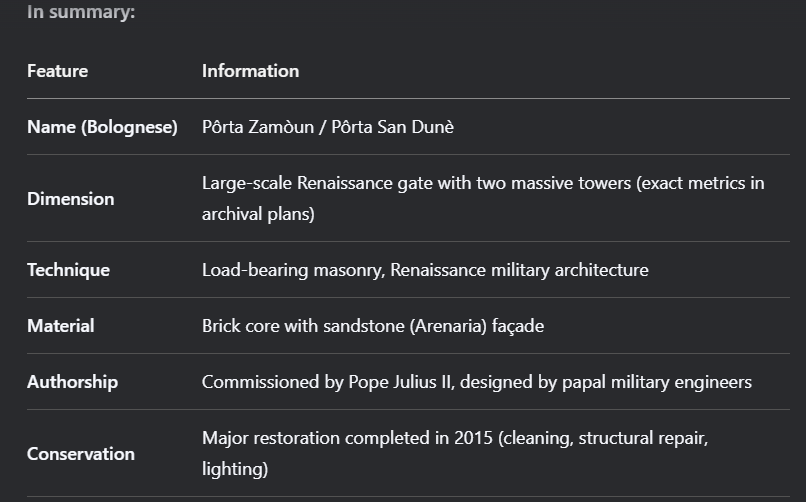 In summary:
Feature Information
Name (Bolognese) Pôrta Zamòun / Pôrta San Dunè
Dimension Large-scale Renaissance gate with two massive towers (exact metrics in
archival plans)
Technique Load-bearing masonry, Renaissance military architecture
Material Brick core with sandstone (Arenaria) façade
Authorship Commissioned by Pope Julius II, designed by papal military engineers
Conservation Major restoration completed in 2015 (cleaning, structural repair,
lighting)